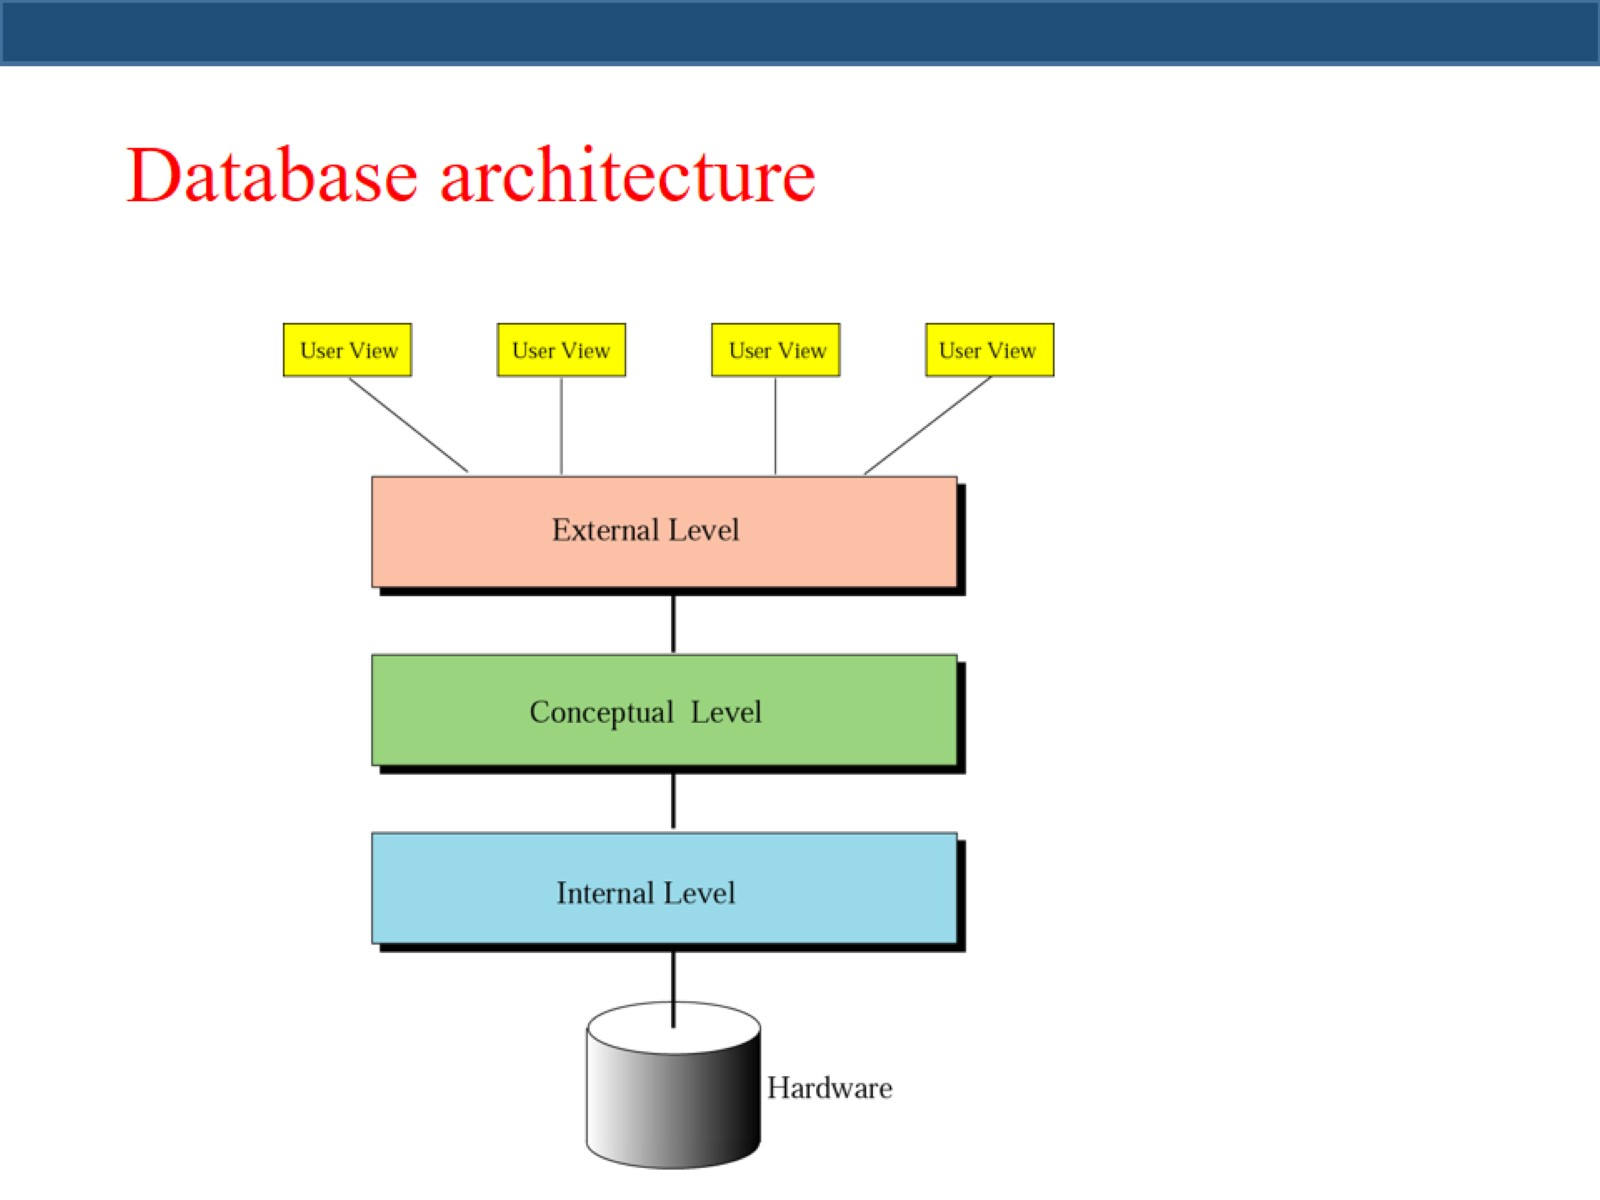 Database architecture
User View User View User View User View
External Level
Conceptual Level
Internal Level
Hardware